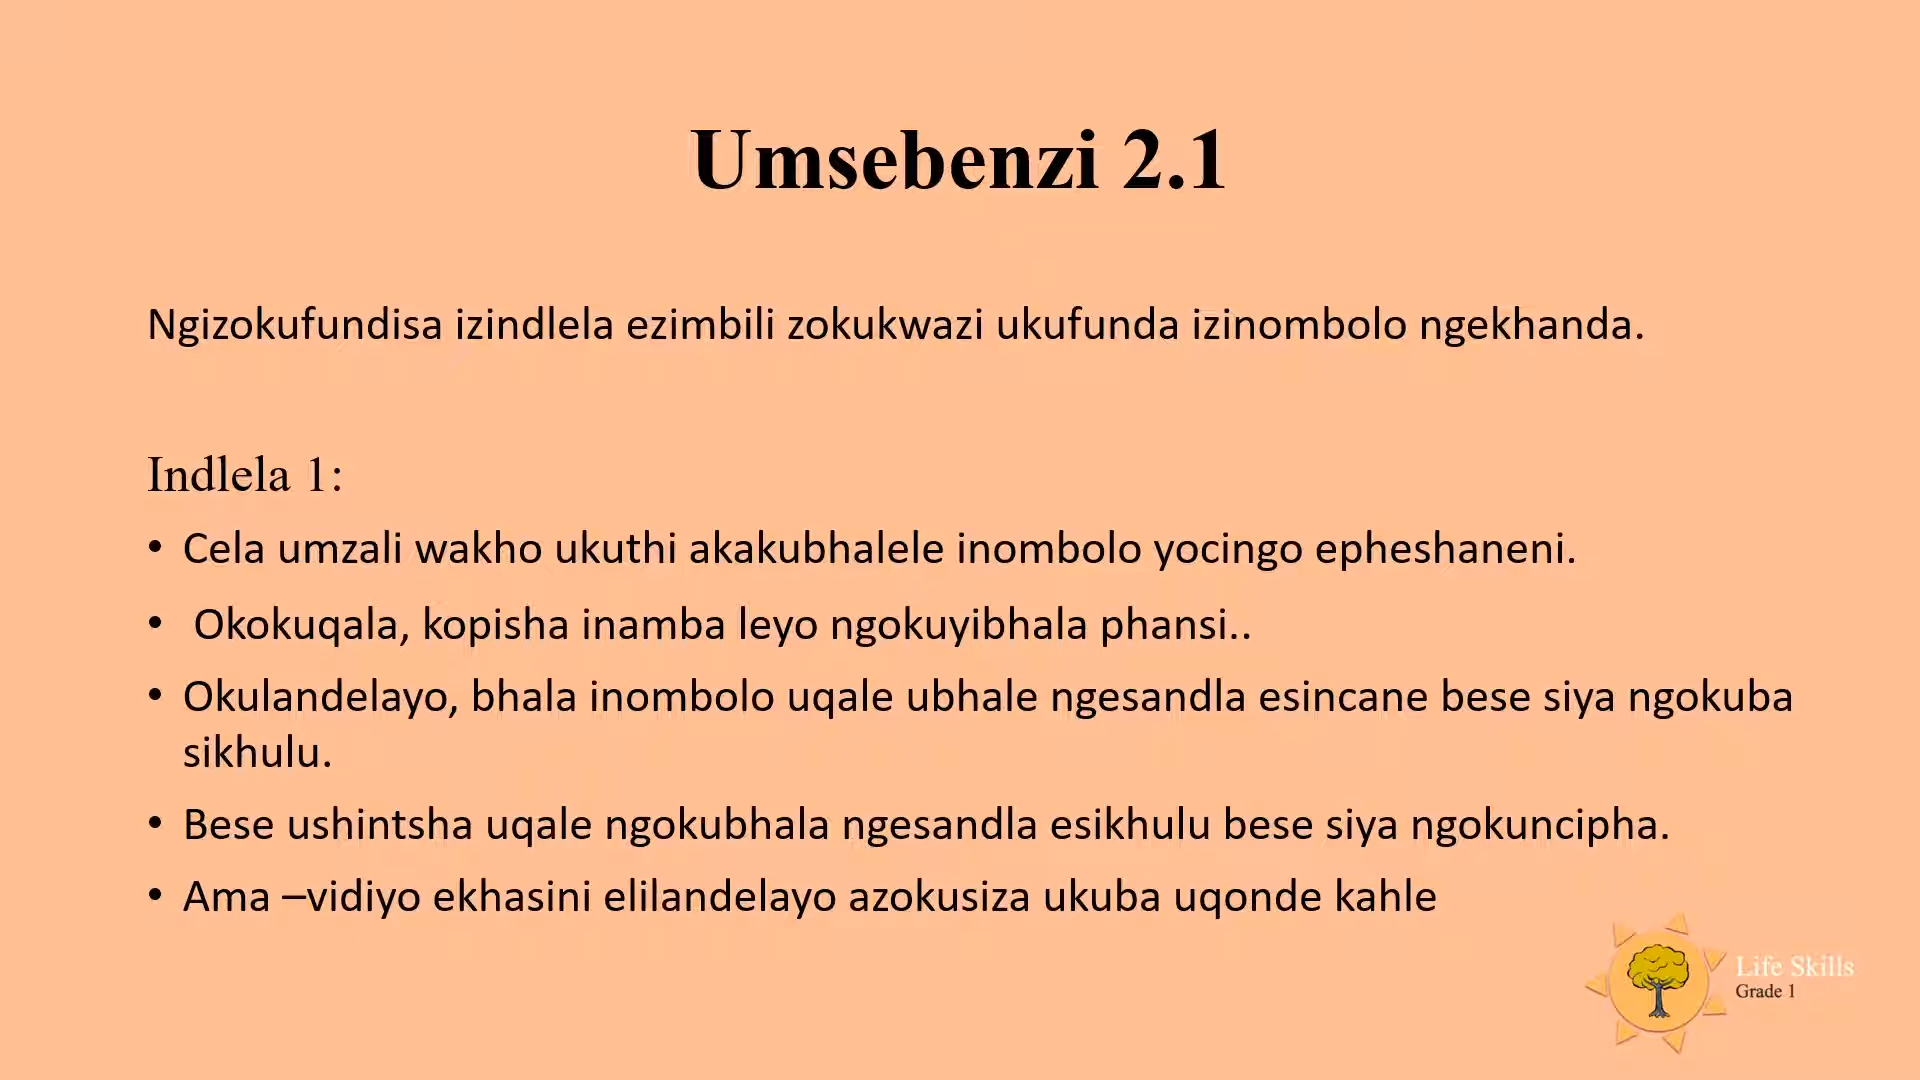 Umsebenzi 2.1
Ngizokufundisa izindlela ezimbili zokukwazi ukufunda izinombolo ngekhanda.
Indlela 1:
• Cela umzali wakho ukuthi akakubhalele inombolo yocingo epheshaneni.
• Okokuqala, kopisha inamba leyo ngokuyibhala phansi..
• Okulandelayo, bhala inombolo uqale ubhale ngesandla esincane bese siya ngokuba
sikhulu.
• Bese ushintsha uqale ngokubhala ngesandla esikhulu bese siya ngokuncipha.
• Ama –vidiyo ekhasini elilandelayo azokusiza ukuba uqonde kahle
Life Skills
Grade 1